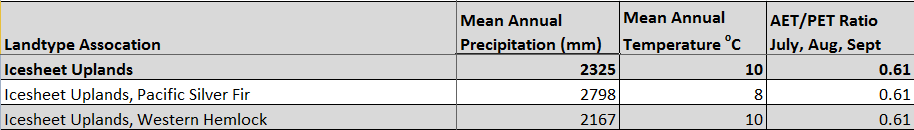 Landtype Assocation Mean Annual Precipitation (mm) Mean Annual Temperature °C AET/PET Ratio July, Aug, Sept
Icesheet Uplands 2325 10 0.61
Icesheet Uplands, Pacific Silver Fir 2798 8 0.61
Icesheet Uplands, Western Hemlock 2167 10 0.61